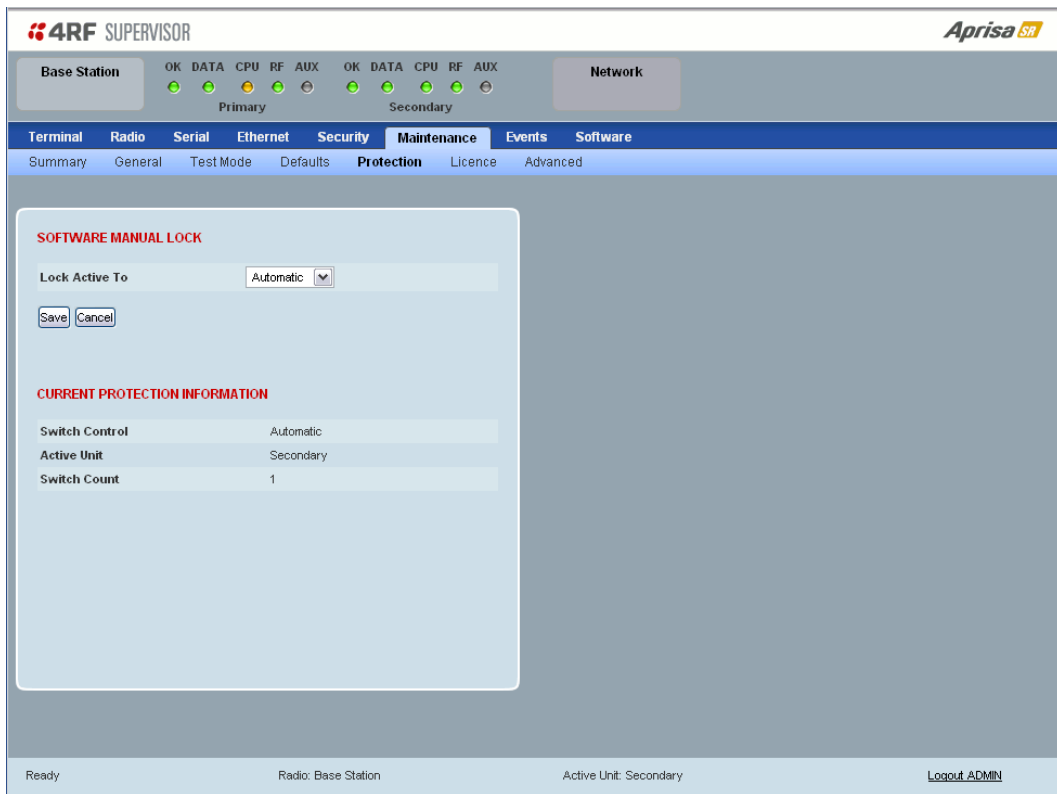 4RF SUPERVISOR
Aprisa SR
Base Station
OK DATA CPU RF AUX
OK DATA CPU RF AUX
Primary
Secondary
Network
Terminal Radio Serial Ethernet Security Maintenance Events Software
Summary General Test Mode Defaults Protection Licence Advanced
SOFTWARE MANUAL LOCK
Lock Active To Automatic
Save Cancel
CURRENT PROTECTION INFORMATION
Switch Control Automatic
Active Unit Secondary
Switch Count 1
Ready Radio: Base Station Active Unit: Secondary Logout ADMIN